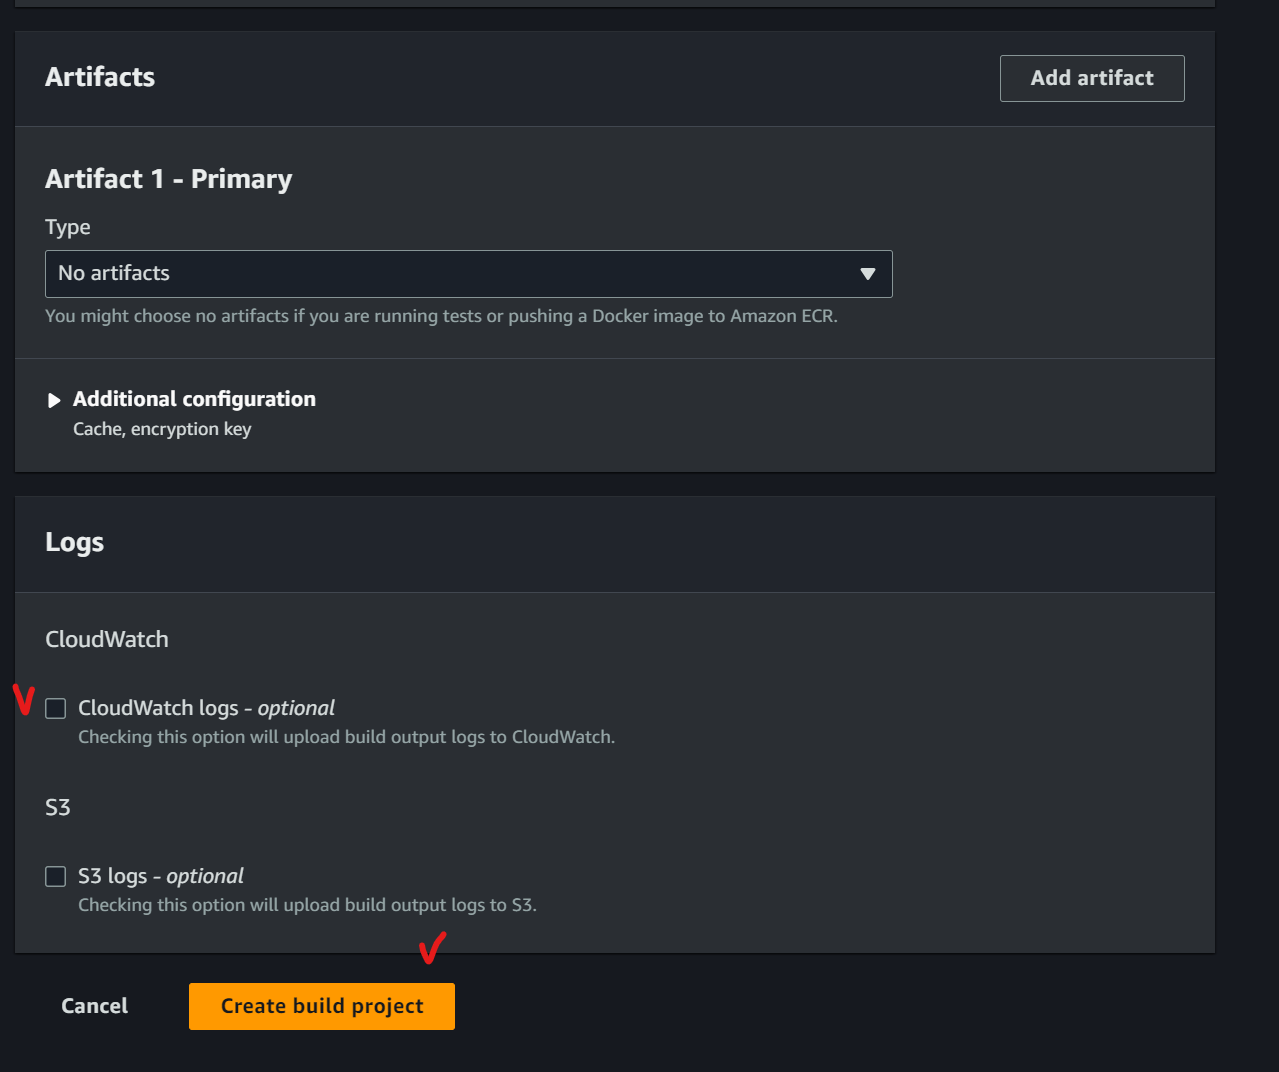 Artifacts
Add artifact
Artifact 1 - Primary
Type
No artifacts
You might choose no artifacts if you are running tests or pushing a Docker image to Amazon ECR.
Additional configuration
Cache, encryption key
Logs
CloudWatch
CloudWatch logs - optional
Checking this option will upload build output logs to CloudWatch.
S3
S3 logs - optional
Checking this option will upload build output logs to S3.
Cancel
Create build project